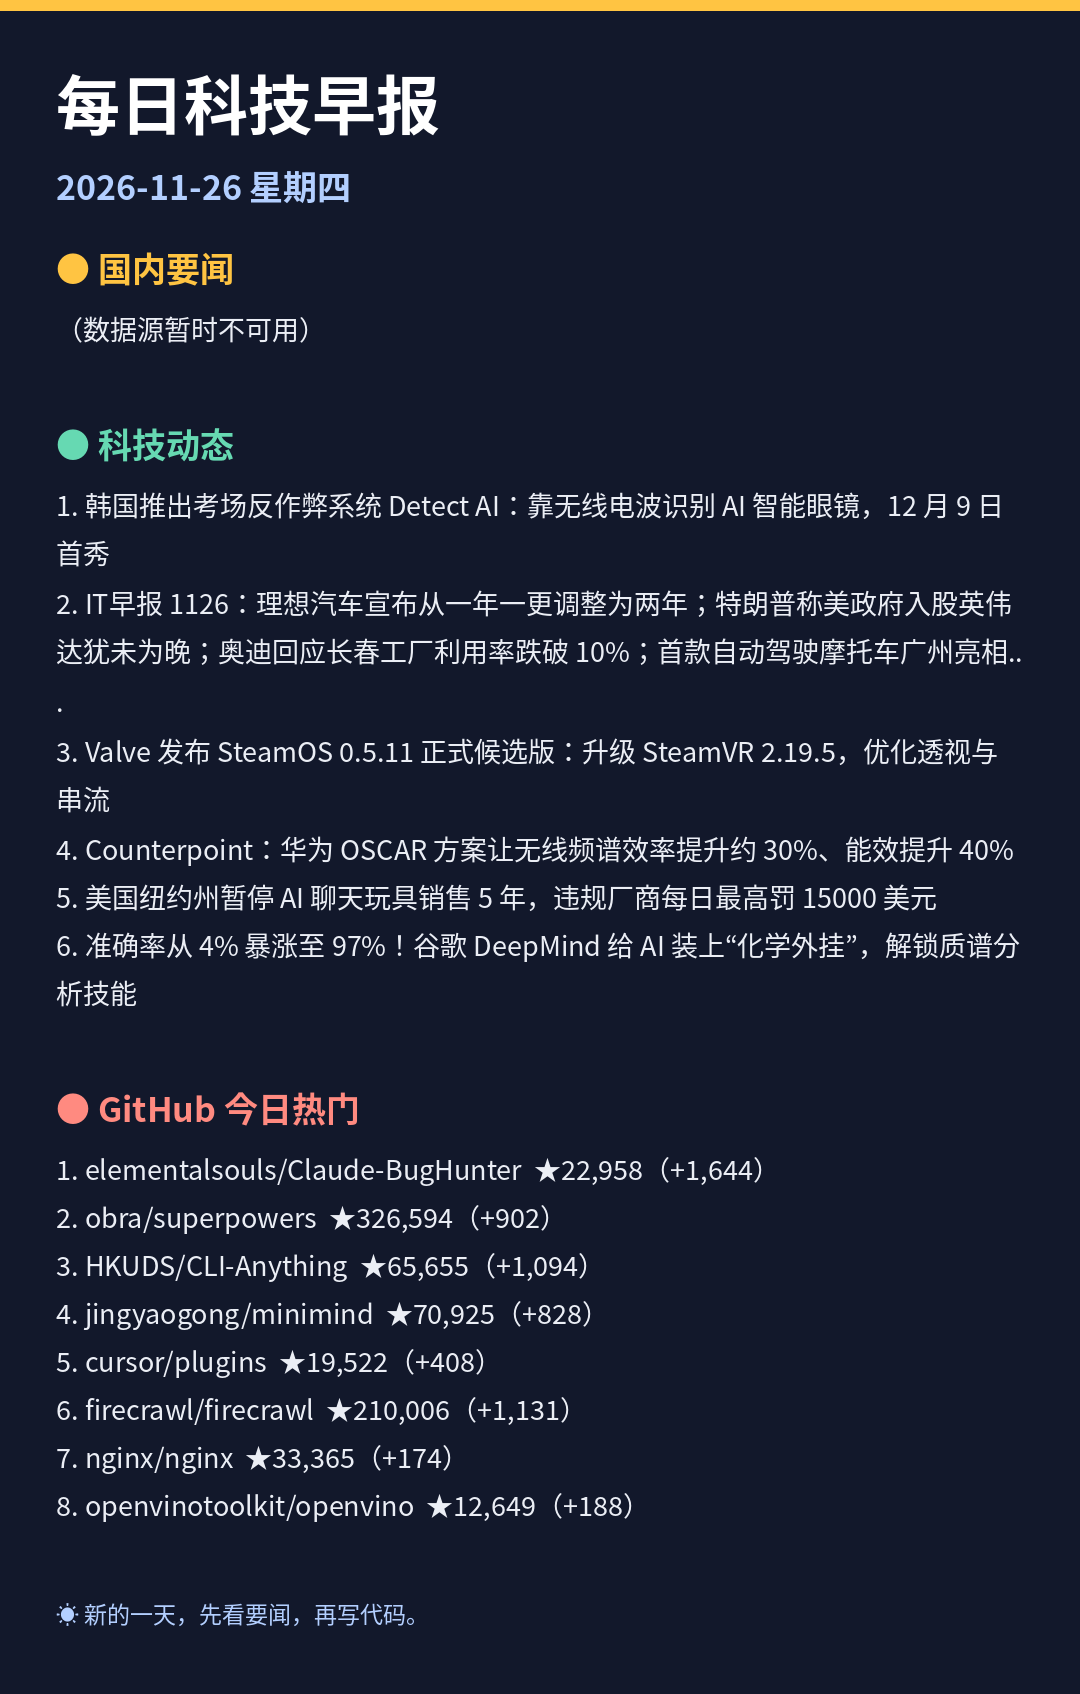 每日科技早报
2026-11-26 星期四
● 国内要闻
（数据源暂时不可用）
● 科技动态
1. 韩国推出考场反作弊系统 Detect AI：靠无线电波识别 AI 智能眼镜，12 月 9 日
首秀
2. IT早报 1126：理想汽车宣布从一年一更调整为两年；特朗普称美政府入股英伟
达犹未为晚；奥迪回应长春工厂利用率跌破 10%；首款自动驾驶摩托车广州亮相..
.
3. Valve 发布 SteamOS 0.5.11 正式候选版：升级 SteamVR 2.19.5，优化透视与
串流
4. Counterpoint：华为 OSCAR 方案让无线频谱效率提升约 30%、能效提升 40%
5. 美国纽约州暂停 AI 聊天玩具销售 5 年，违规厂商每日最高罚 15000 美元
6. 准确率从 4% 暴涨至 97%！谷歌 DeepMind 给 AI 装上“化学外挂”，解锁质谱分
析技能
● GitHub 今日热门
1. elementalsouls/Claude-BugHunter ★22,958（+1,644）
2. obra/superpowers ★326,594（+902）
3. HKUDS/CLI-Anything ★65,655（+1,094）
4. jingyaogong/minimind ★70,925（+828）
5. cursor/plugins ★19,522（+408）
6. firecrawl/firecrawl ★210,006（+1,131）
7. nginx/nginx ★33,365（+174）
8. openvinotoolkit/openvino ★12,649（+188）
☀ 新的一天，先看要闻，再写代码。